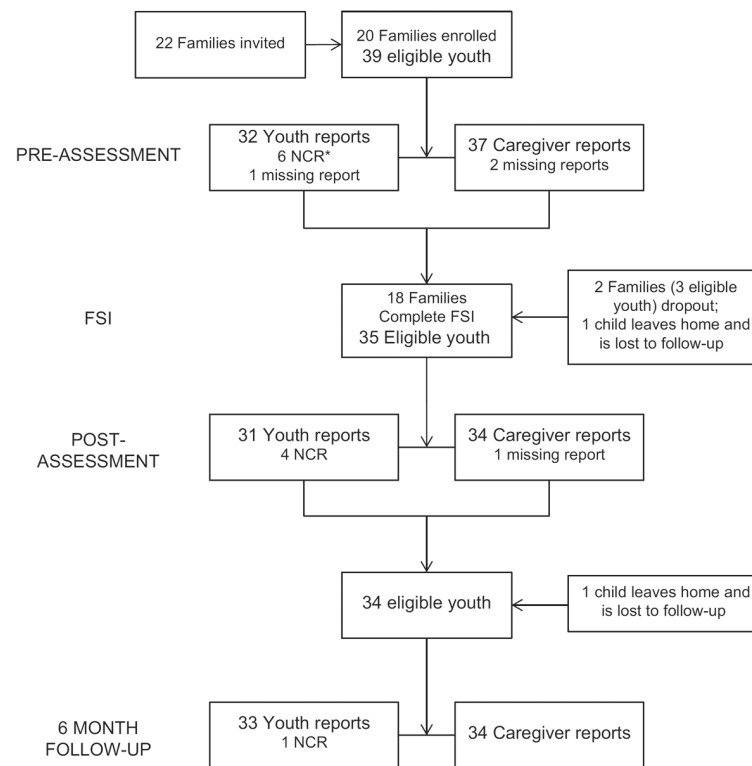 22 Families invited
20 Families enrolled
39 eligible youth
PRE-ASSESSMENT
32 Youth reports
6 NCR*
1 missing report
37 Caregiver reports
2 missing reports
FSI
18 Families
Complete FSI
35 Eligible youth
2 Families (3 eligible
youth) dropout;
1 child leaves home and
is lost to follow-up
POST-
ASSESSMENT
31 Youth reports
4 NCR
34 Caregiver reports
1 missing report
34 eligible youth
1 child leaves home and
is lost to follow-up
6 MONTH
FOLLOW-UP
33 Youth reports
1 NCR
34 Caregiver reports